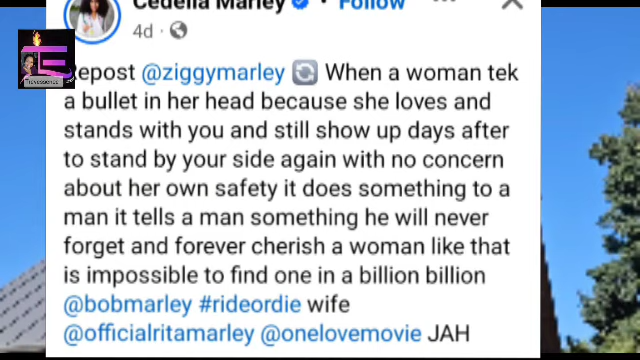 Cedella Marley · Follow
4d ·
Repost @ziggymarley When a woman tek
a bullet in her head because she loves and
stands with you and still show up days after
to stand by your side again with no concern
about her own safety it does something to a
man it tells a man something he will never
forget and forever cherish a woman like that
is impossible to find one in a billion billion
@bobmarley #rideordie wife
@officialritamarley @onelovemovie JAH